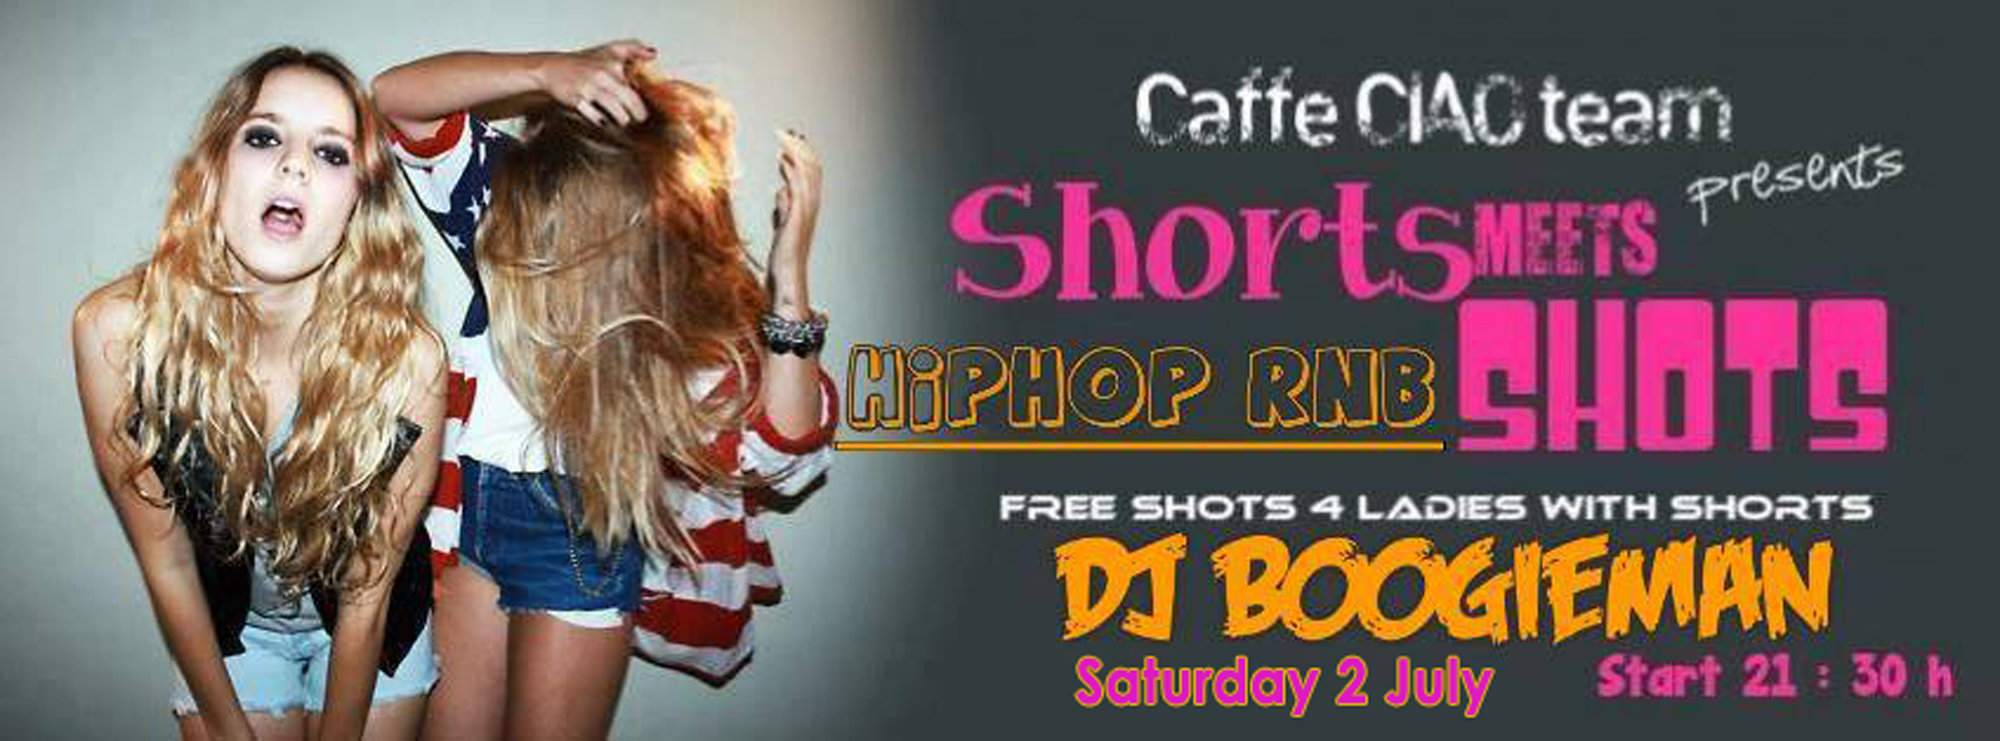 Caffe CIAO team
presents
Shorts MEETS
SHOTS
HiPHOP RNB
FREE SHOTS 4 LADIES WITH SHORTS
DJ BOOGIEMAN
Saturday 2 July
Start 21 : 30 h